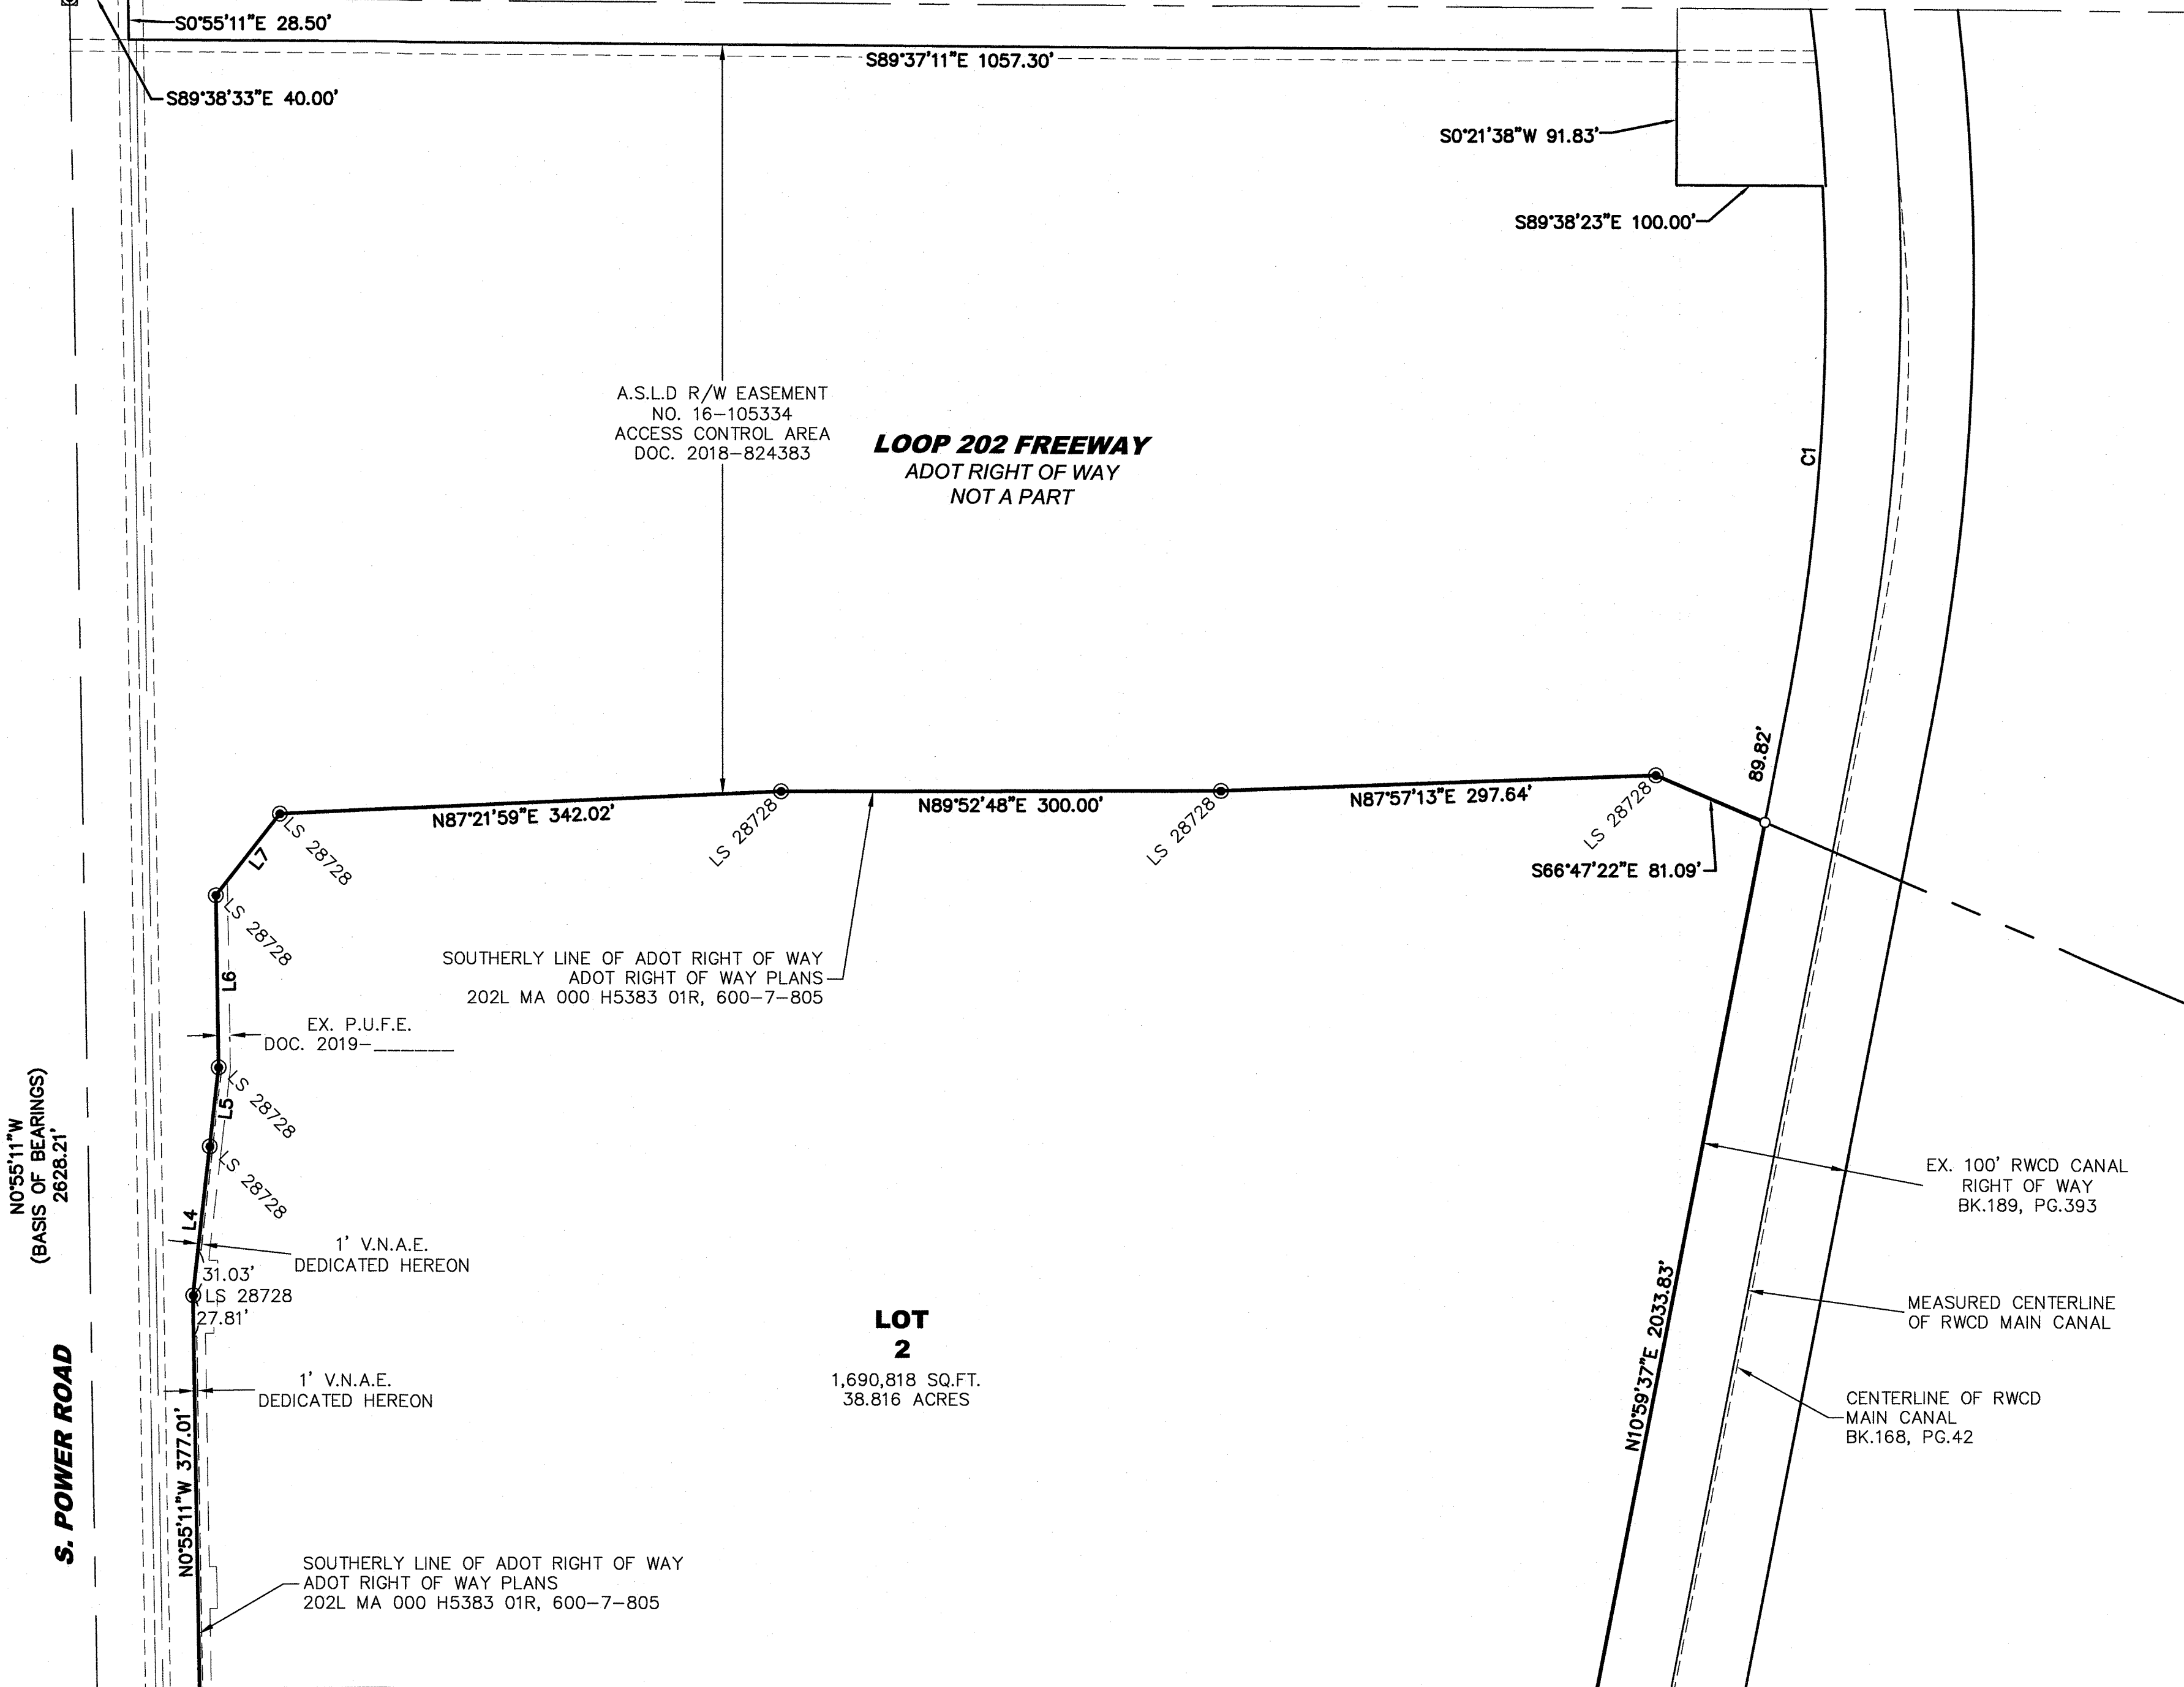 S0°55'11"E 28.50'
S89°37'11"E 1057.30'
S89°38'33"E 40.00'
S0°21'38"W 91.83'
S89°38'23"E 100.00'
A.S.L.D R/W EASEMENT
NO. 16-105334
ACCESS CONTROL AREA
DOC. 2018-824383
LOOP 202 FREEWAY
ADOT RIGHT OF WAY
NOT A PART
C1
89.82'
N87°21'59"E 342.02'
N89°52'48"E 300.00'
N87°57'13"E 297.64'
LS 28728
LS 28728
LS 28728
LS 28728
S66°47'22"E 81.09'
L7
LS 28728
L6
SOUTHERLY LINE OF ADOT RIGHT OF WAY
ADOT RIGHT OF WAY PLANS
202L MA 000 H5383 01R, 600-7-805
EX. P.U.F.E.
DOC. 2019-_______
LS 28728
L5
LS 28728
L4
1' V.N.A.E.
DEDICATED HEREON
31.03'
LS 28728
27.81'
N0°55'11"W
(BASIS OF BEARINGS)
2628.21'
S. POWER ROAD
1' V.N.A.E.
DEDICATED HEREON
N0°55'11"W 377.01'
LOT
2
1,690,818 SQ.FT.
38.816 ACRES
EX. 100' RWCD CANAL
RIGHT OF WAY
BK.189, PG.393
N10°59'37"E 2033.83'
MEASURED CENTERLINE
OF RWCD MAIN CANAL
CENTERLINE OF RWCD
MAIN CANAL
BK.168, PG.42
SOUTHERLY LINE OF ADOT RIGHT OF WAY
ADOT RIGHT OF WAY PLANS
202L MA 000 H5383 01R, 600-7-805